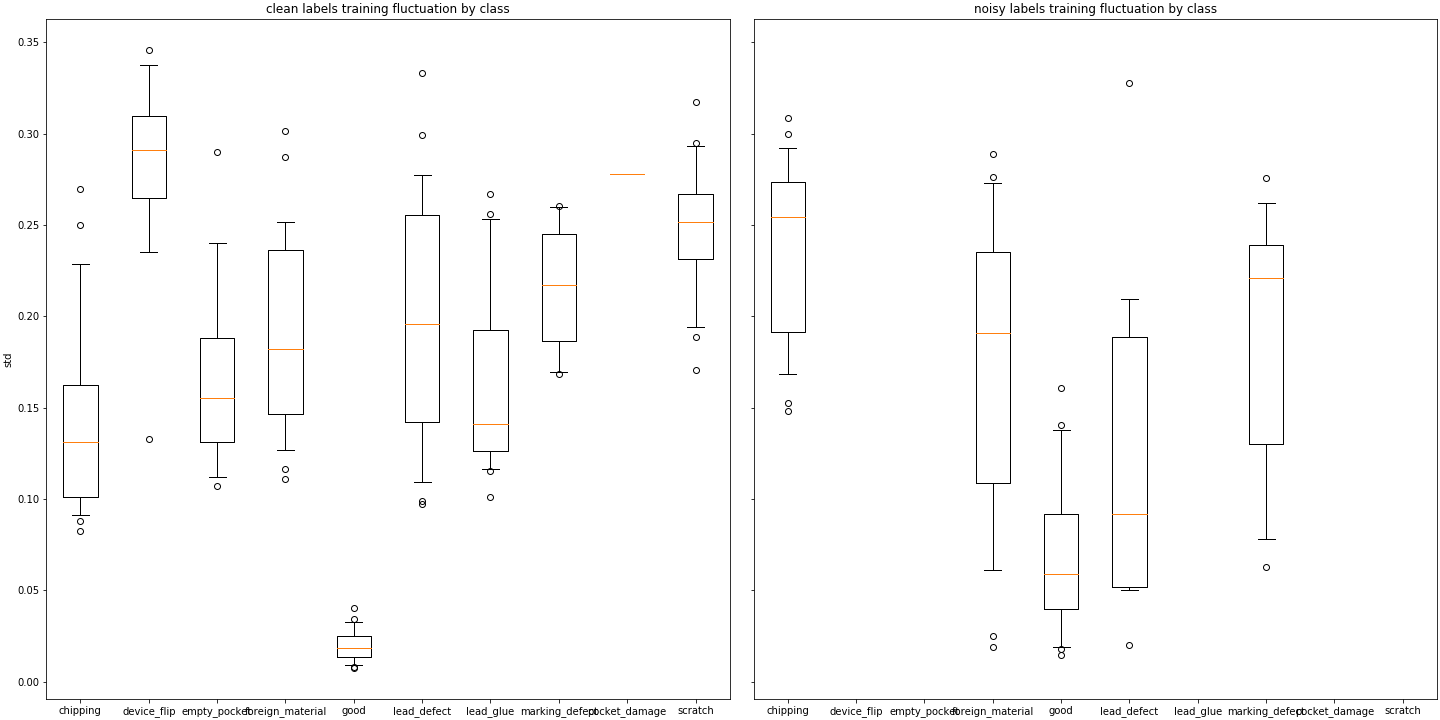 clean labels training fluctuation by class
noisy labels training fluctuation by class
std
0.35
0.30
0.25
0.20
0.15
0.10
0.05
0.00
chipping
device_flip
empty_pocket
foreign_material
good
lead_defect
lead_glue
marking_defect
pocket_damage
scratch
chipping
device_flip
empty_pocket
foreign_material
good
lead_defect
lead_glue
marking_defect
pocket_damage
scratch